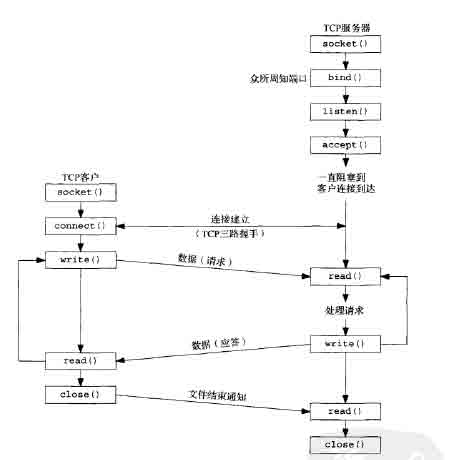 TCP服务器
socket()
众所周知端口
bind()
listen()
accept()
一直阻塞到
客户连接到达
TCP客户
socket()
connect()
连接建立
(TCP三路握手)
write()
数据(请求)
read()
处理请求
数据(应答)
write()
read()
close()
文件结束通知
read()
close()